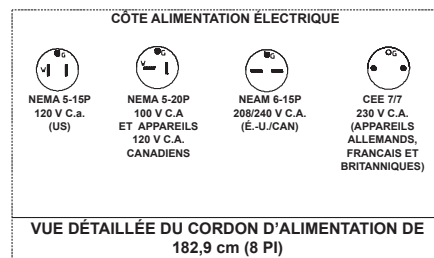 CÔTE ALIMENTATION ÉLECTRIQUE
G
V
G
V
G
G
NEMA 5-15P
120 V C.a.
(US)
NEMA 5-20P
100 V C.A
ET APPAREILS
120 V C.A.
CANADIENS
NEAM 6-15P
208/240 V C.A.
(É.-U./CAN)
CEE 7/7
230 V C.A.
(APPAREILS
ALLEMANDS,
FRANCAIS ET
BRITANNIQUES)
VUE DÉTAILLÉE DU CORDON D’ALIMENTATION DE
182,9 cm (8 PI)